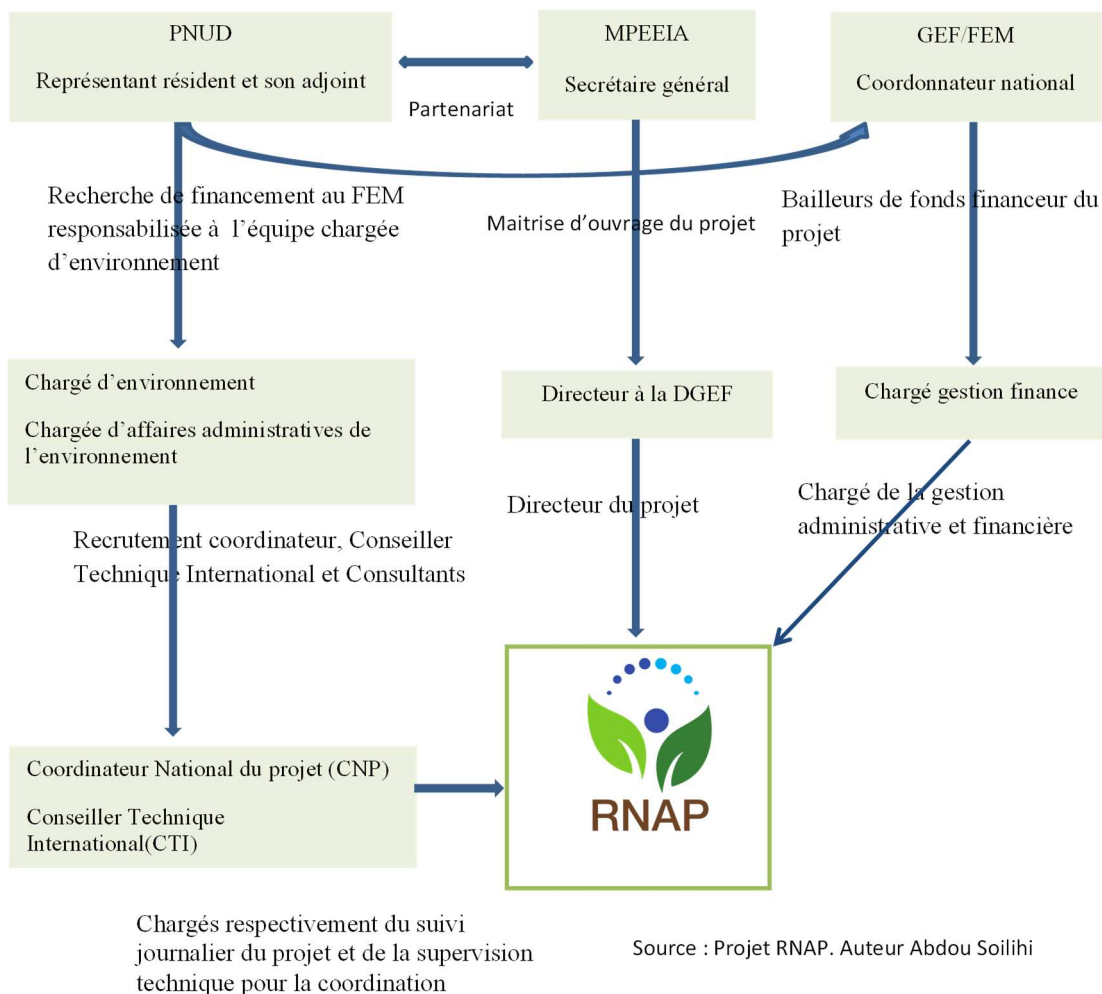 PNUD
Représentant résident et son adjoint
Partenariat
MPEEIA
Secrétaire général
GEF/FEM
Coordonnateur national
Recherche de financement au FEM
responsabilisée à l’équipe chargée
d’environnement
Maitrise d’ouvrage du projet
Bailleurs de fonds financeur du
projet
Chargé d’environnement
Chargée d’affaires administratives de
l’environnement
Directeur à la DGEF
Chargé gestion finance
Recrutement coordinateur, Conseiller
Technique International et Consultants
Directeur du projet
Chargé de la gestion
administrative et financière
Coordinateur National du projet (CNP)
Conseiller Technique
International(CTI)
RNAP
Chargés respectivement du suivi
journalier du projet et de la supervision
technique pour la coordination
Source : Projet RNAP. Auteur Abdou Soilihi